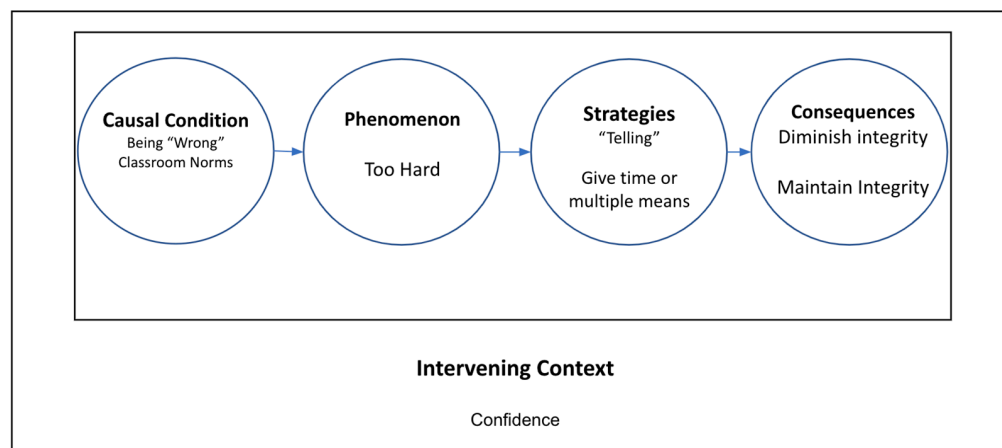 Causal Condition
Being “Wrong”
Classroom Norms
Phenomenon
Too Hard
Strategies
“Telling”
Give time or
multiple means
Consequences
Diminish integrity
Maintain Integrity
Intervening Context
Confidence